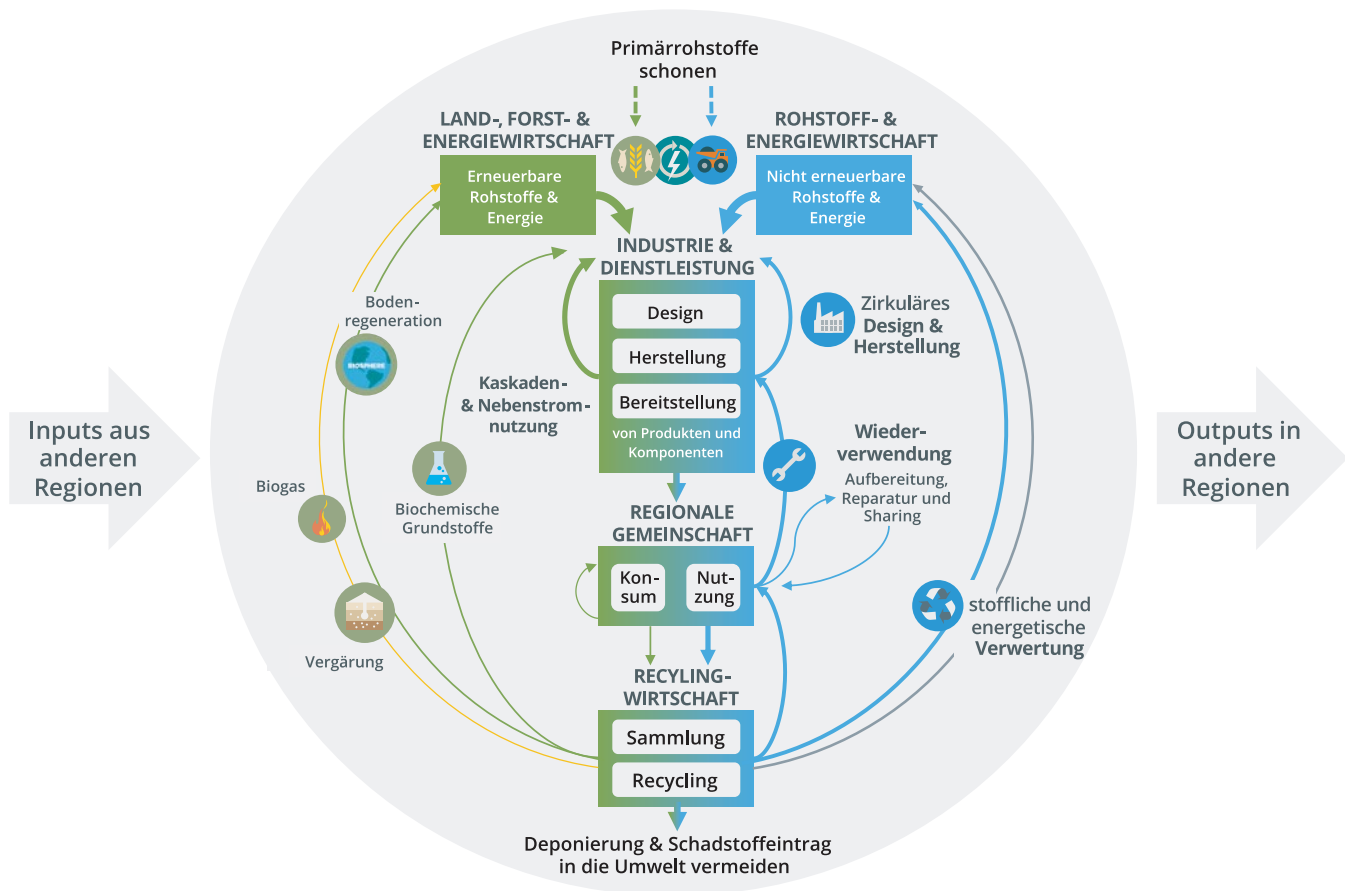 Primärrohstoffe
schonen
LAND-, FORST- &
ENERGIEWIRTSCHAFT
ROHSTOFF- &
ENERGIEWIRTSCHAFT
Erneuerbare
Rohstoffe &
Energie
Nicht erneuerbare
Rohstoffe &
Energie
INDUSTRIE &
DIENSTLEISTUNG
Design
Herstellung
Bereitstellung
von Produkten und
Komponenten
Zirkuläres
Design &
Herstellung
Boden-
regeneration
BIOSPHERE
Kaskaden-
& Nebenstrom-
nutzung
Inputs aus
anderen
Regionen
Wieder-
verwendung
Aufbereitung,
Reparatur und
Sharing
Outputs in
andere
Regionen
Biogas
Biochemische
Grundstoffe
REGIONALE
GEMEINSCHAFT
Kon-
sum
Nut-
zung
stoffliche und
energetische
Verwertung
Vergärung
RECYLING-
WIRTSCHAFT
Sammlung
Recycling
Deponierung & Schadstoffeintrag
in die Umwelt vermeiden